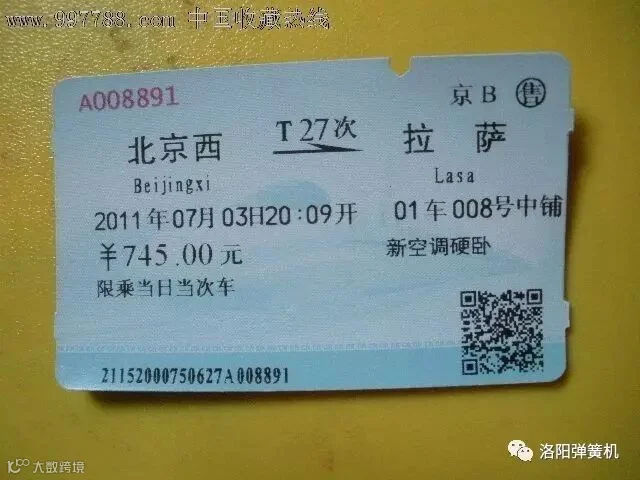 www.997788.com 中国收藏热线
A008891
京B 售
北京西 T27次 拉萨
Beijingxi Lasa
2011年07月03日20:09开 01车008号中铺
￥745.00元 新空调硬卧
限乘当日当次车
21152000750627A008891
洛阳弹簧机
大数跨境